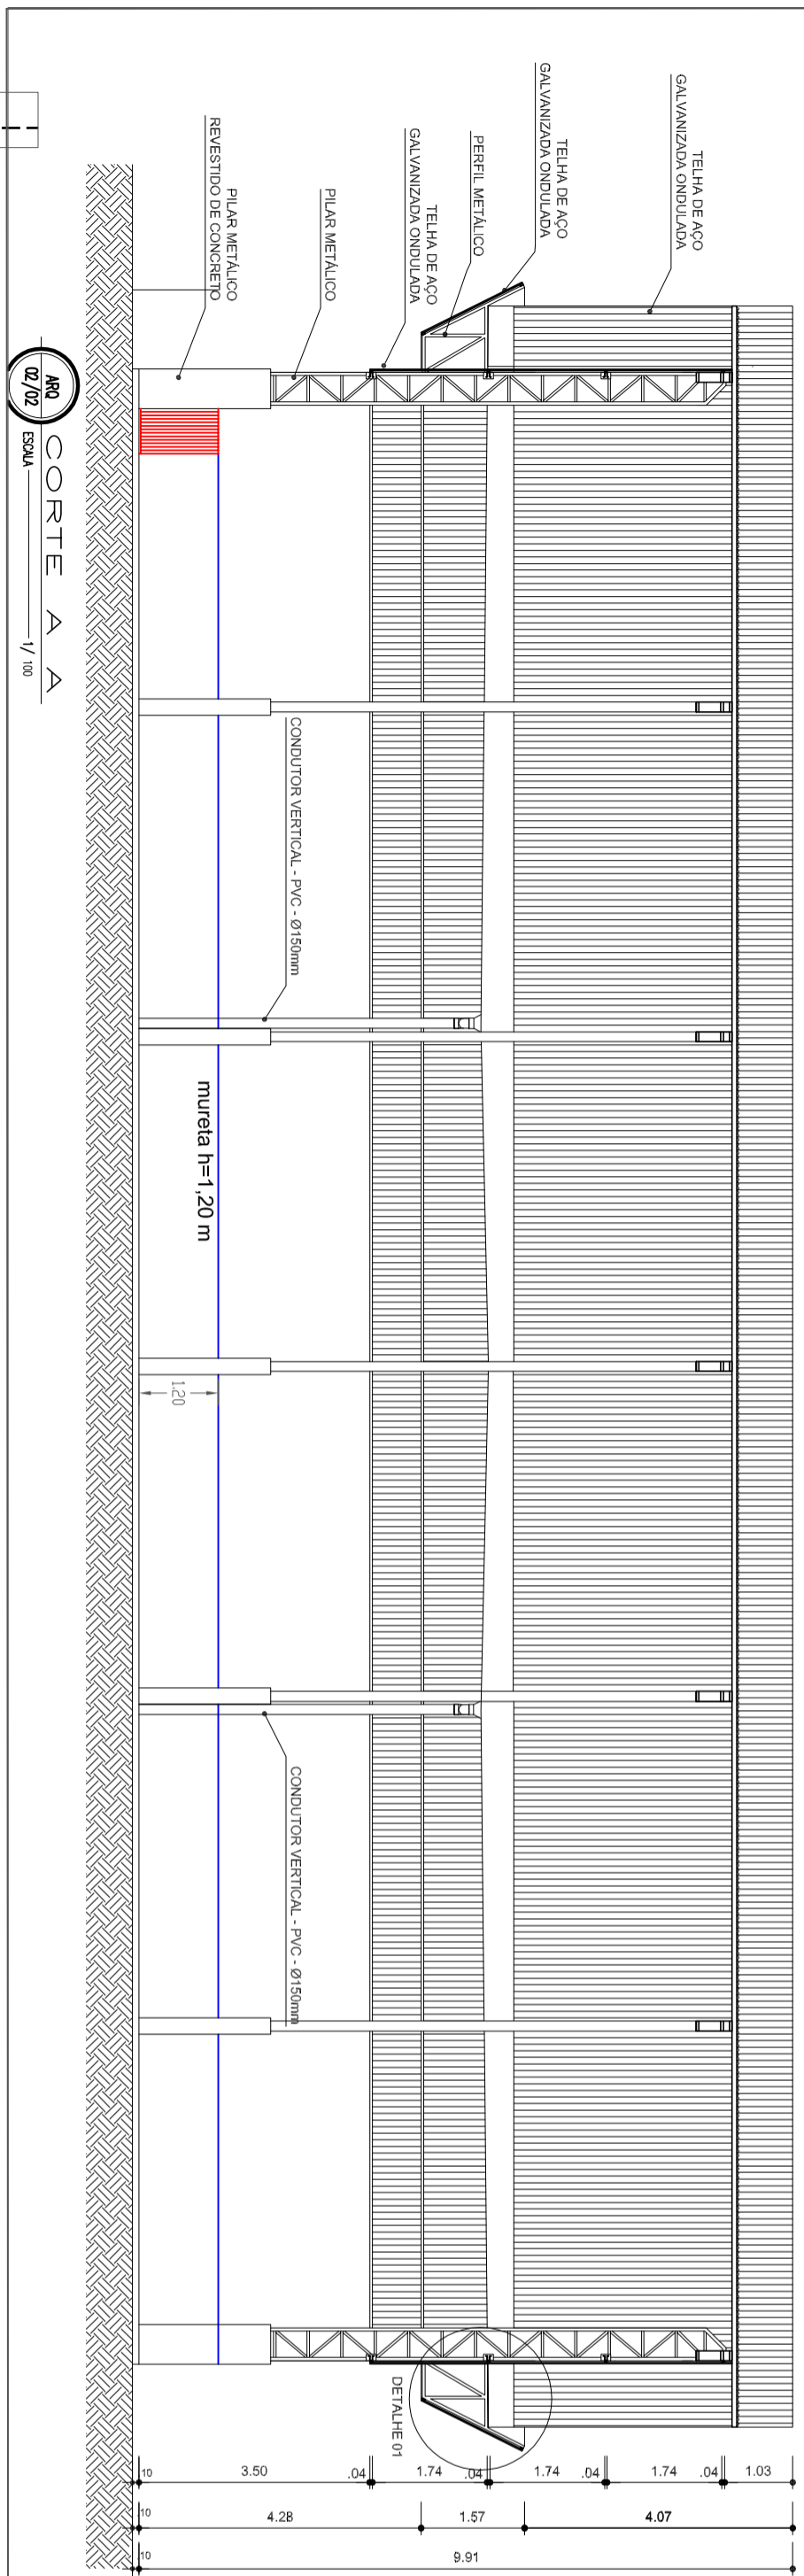 TELHA DE AÇO
GALVANIZADA ONDULADA
TELHA DE AÇO
GALVANIZADA ONDULADA
PERFIL METÁLICO
TELHA DE AÇO
GALVANIZADA ONDULADA
PILAR METÁLICO
PILAR METÁLICO
REVESTIDO DE CONCRETO
CONDUTOR VERTICAL - PVC - Ø150mm
mureta h=1,20 m
1.20
CONDUTOR VERTICAL - PVC - Ø150mm
DETALHE 01
1.03
.04
1.74
.04
1.74
.04
1.74
.04
3.50
10
4.07
1.57
4.28
.10
9.91
.10
ARQ
02/02
CORTE A A
ESCALA 1/ 100